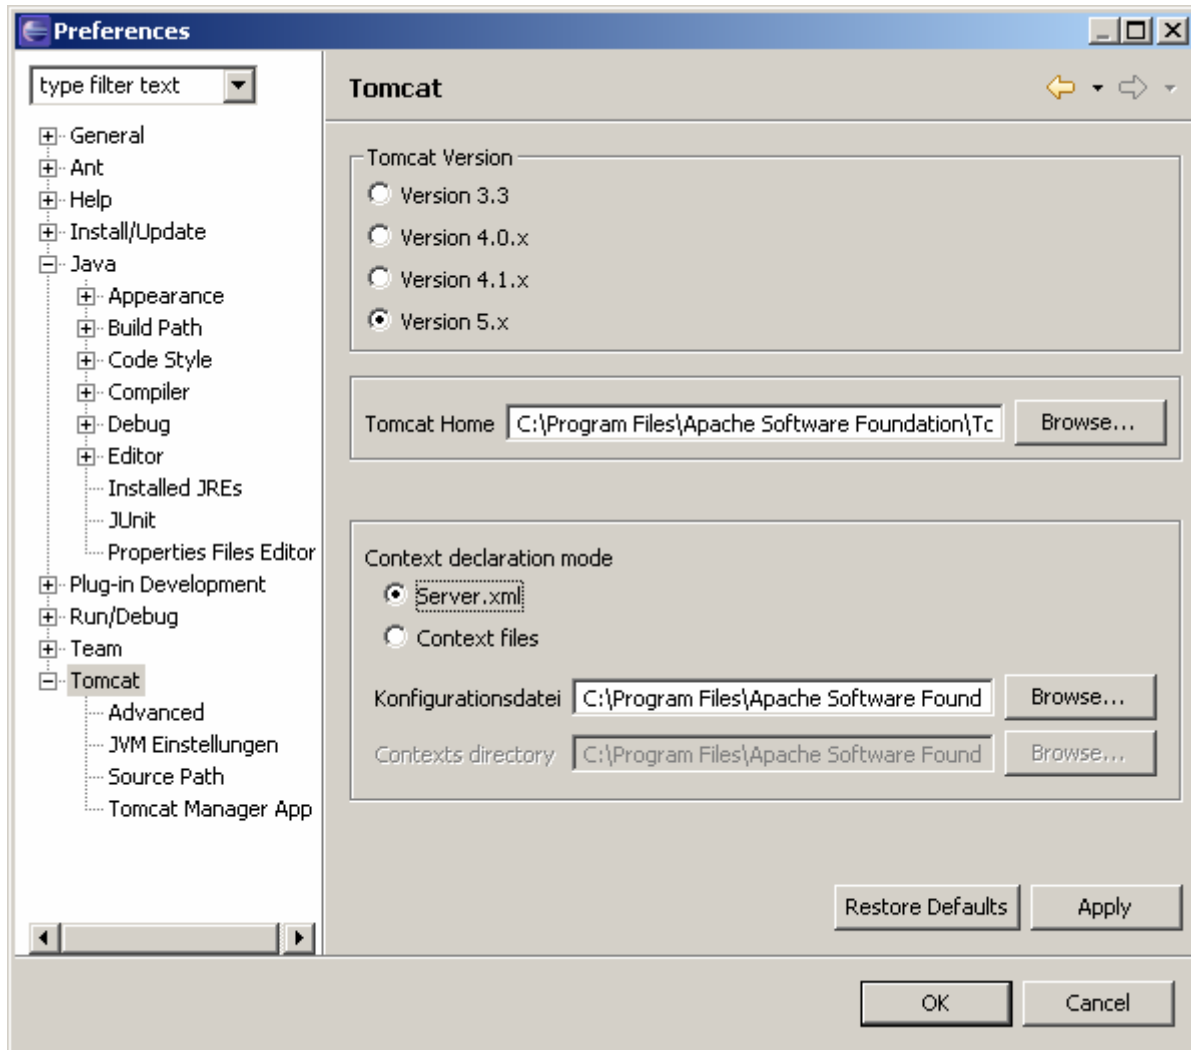 Preferences
type filter text
General
Ant
Help
Install/Update
Java
Appearance
Build Path
Code Style
Compiler
Debug
Editor
Installed JREs
JUnit
Properties Files Editor
Plug-in Development
Run/Debug
Team
Tomcat
Advanced
JVM Einstellungen
Source Path
Tomcat Manager App
Tomcat
Tomcat Version
Version 3.3
Version 4.0.x
Version 4.1.x
Version 5.x
Tomcat Home C:\Program Files\Apache Software Foundation\Tc Browse...
Context declaration mode
Server.xml
Context files
Konfigurationsdatei C:\Program Files\Apache Software Found Browse...
Contexts directory C:\Program Files\Apache Software Found Browse...
Restore Defaults Apply
OK Cancel